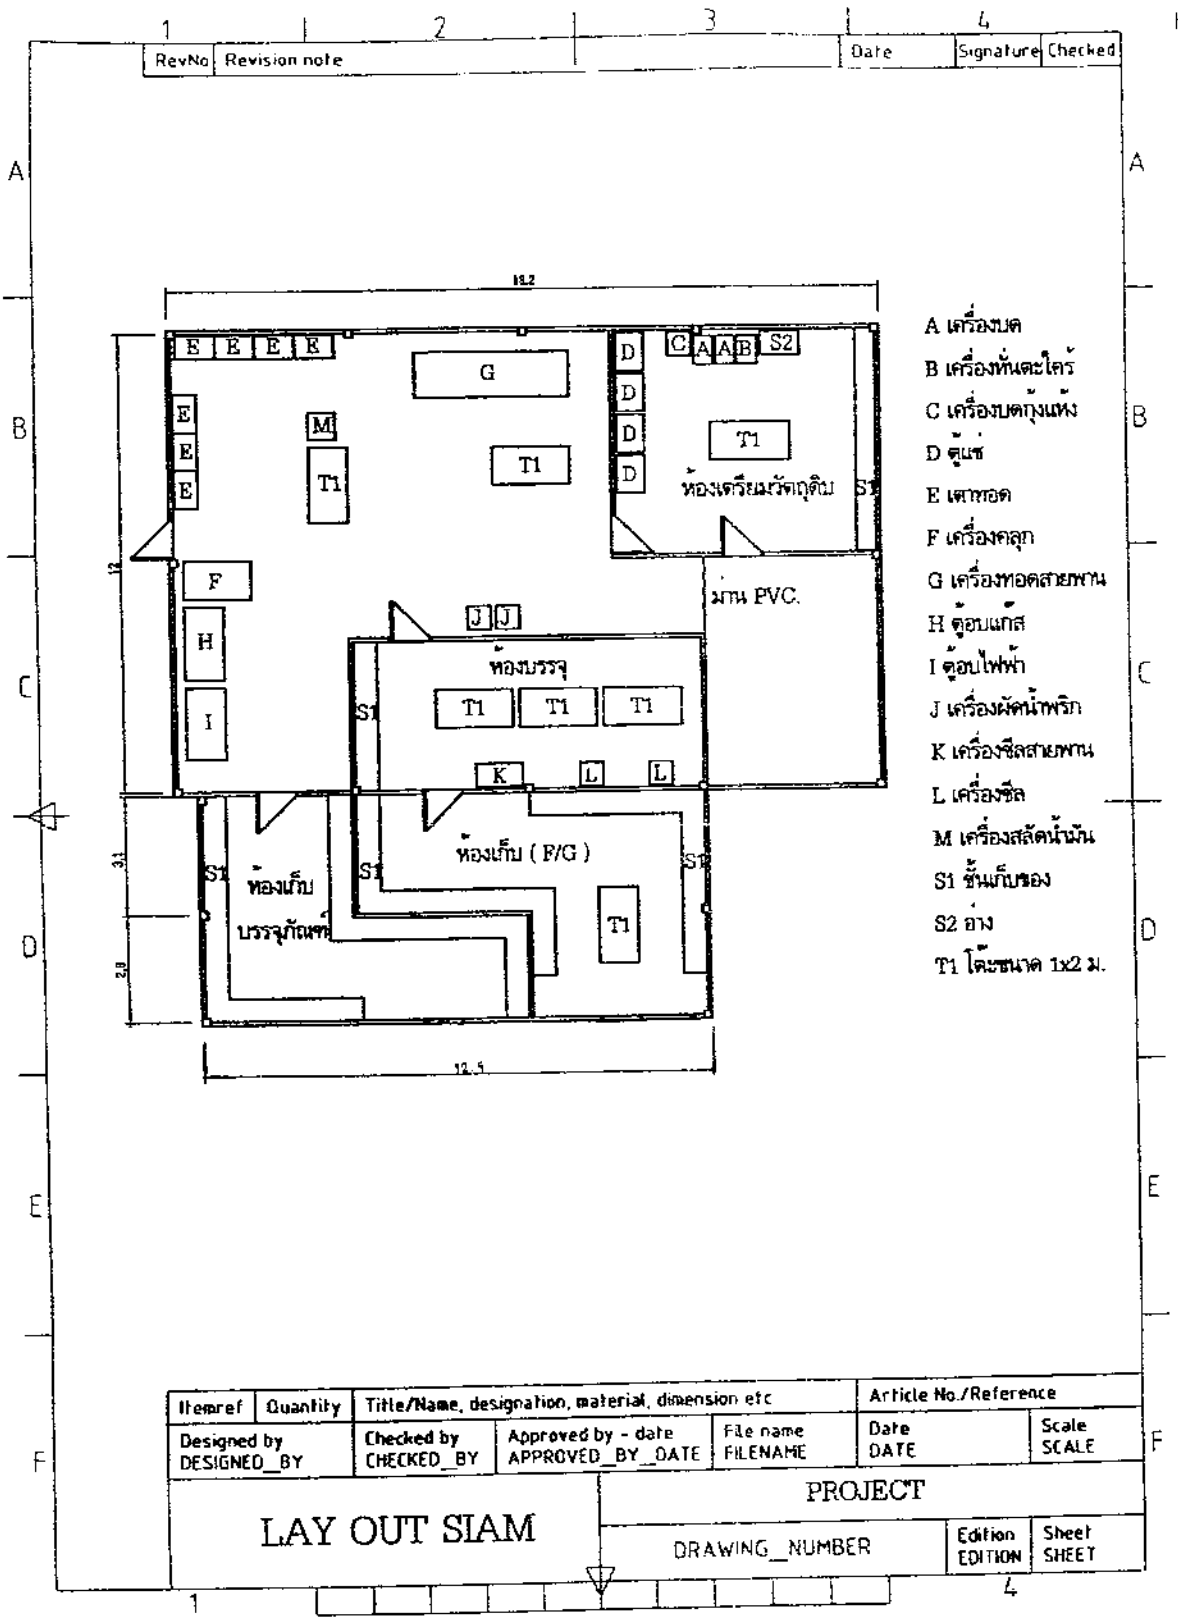 1 2 3 4
RevNo Revision note Date Signature Checked
A A
18.2
E E E E G D C A A B S2
A เครื่องบด
B เครื่องหั่นตะไคร้
C เครื่องบดกุ้งแห้ง
D ตู้แช่
E เตาทอด
F เครื่องคลุก
G เครื่องทอดสายพาน
H ตู้อบแก๊ส
I ตู้อบไฟฟ้า
J เครื่องผัดน้ำพริก
K เครื่องซีลสายพาน
L เครื่องซีล
M เครื่องสลัดน้ำมัน
S1 ชั้นเก็บของ
S2 อ่าง
T1 โต๊ะขนาด 1x2 ม.
B B
E M D T1
E T1 T1 D
E D
ห้องเตรียมวัตถุดิบ S1
12
F ม่าน PVC.
H J J
ห้องบรรจุ
C C
I S1 T1 T1 T1
K L L
3,1
S1 ห้องเก็บ S1 ห้องเก็บ ( F/G ) S1
บรรจุภัณฑ์ T1
D D
2,8
E E
Itemref Quantity Title/Name, designation, material, dimension etc Article No./Reference
Designed by Checked by Approved by - date File name Date Scale
DESIGNED_BY CHECKED_BY APPROVED_BY_DATE FILENAME DATE SCALE
F F
LAY OUT SIAM
PROJECT
DRAWING_NUMBER
Edition Sheet
EDITION SHEET
1 4